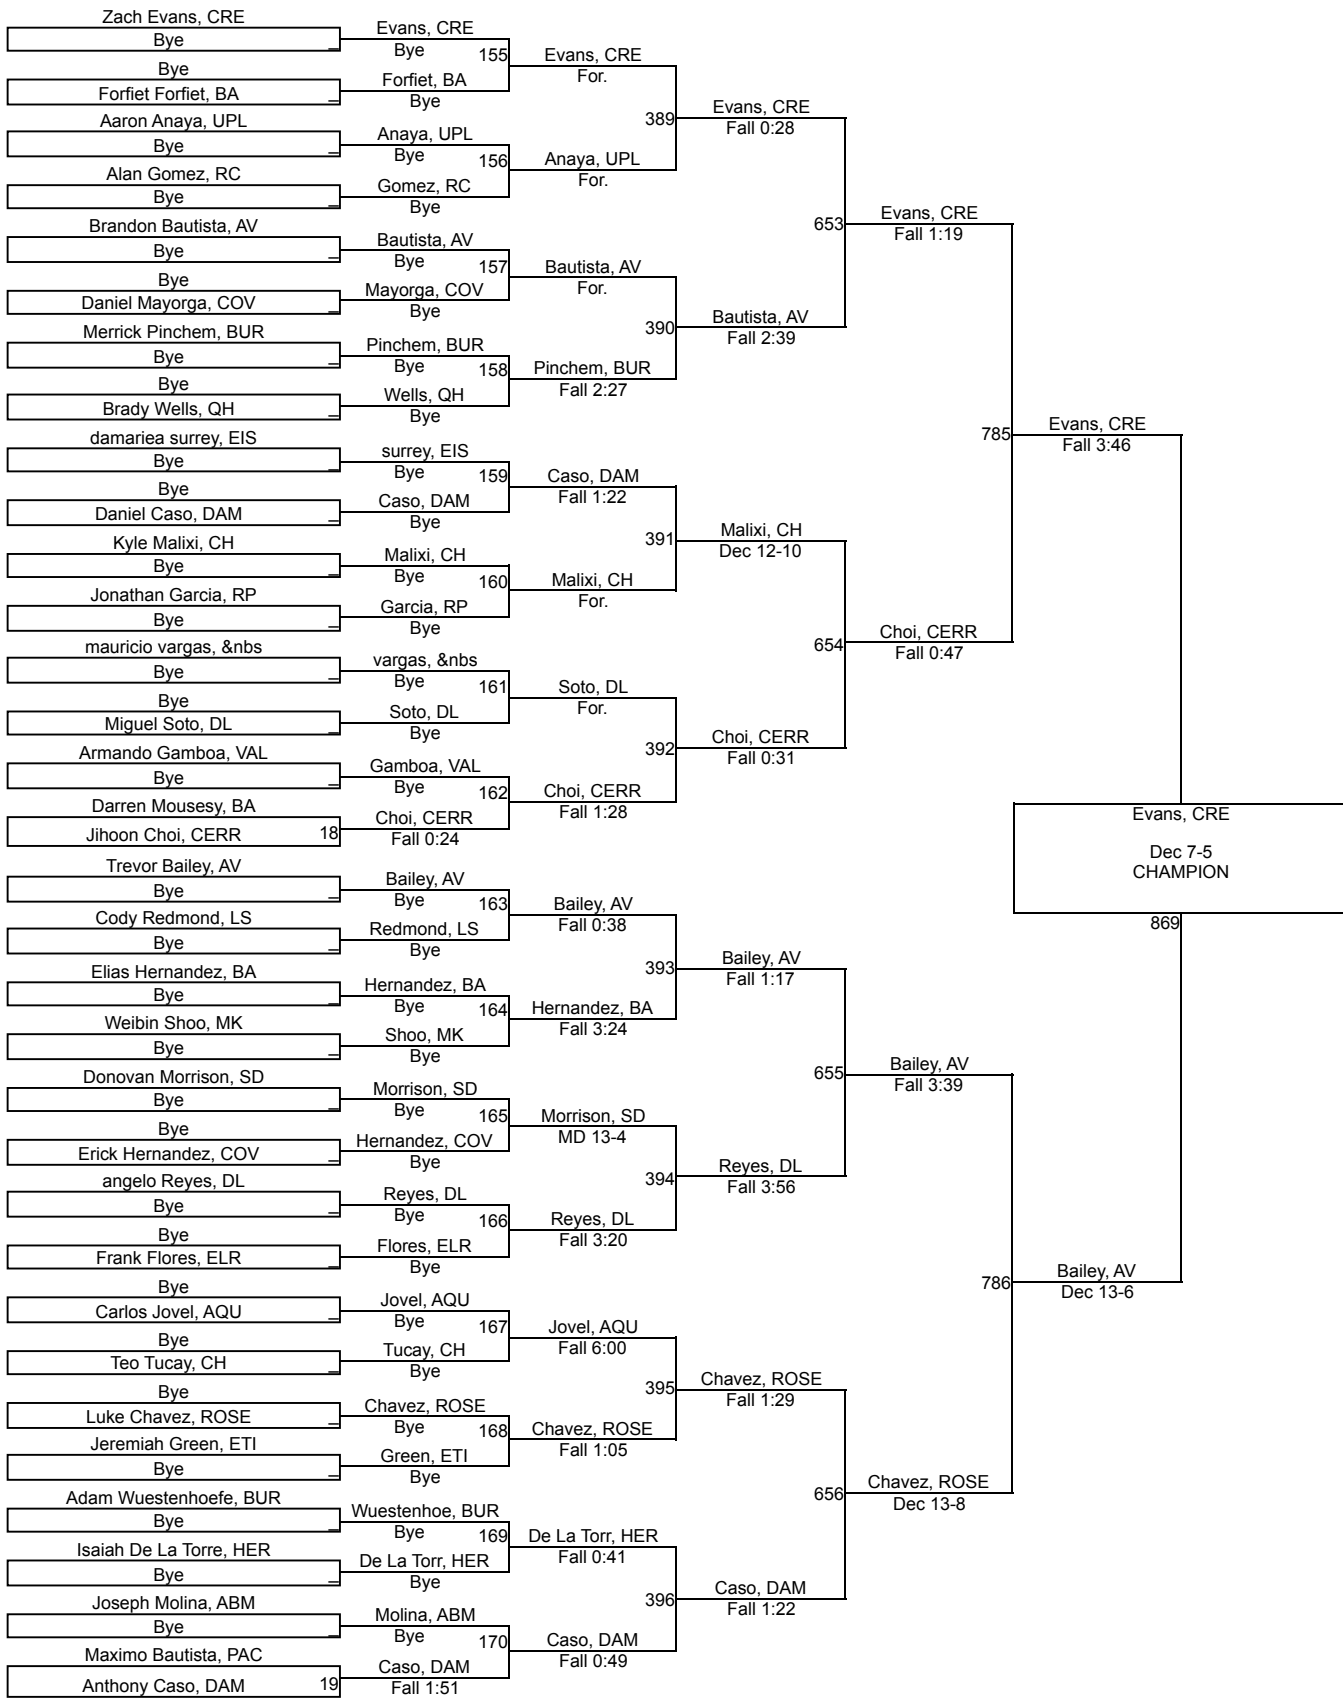 Zach Evans, CRE
Bye _
Bye
Forfiet Forfiet, BA _
Aaron Anaya, UPL
Bye _
Alan Gomez, RC
Bye _
Brandon Bautista, AV
Bye _
Bye
Daniel Mayorga, COV _
Merrick Pinchem, BUR
Bye _
Bye
Brady Wells, QH _
damariea surrey, EIS
Bye _
Bye
Daniel Caso, DAM _
Kyle Malixi, CH
Bye _
Jonathan Garcia, RP
Bye _
mauricio vargas, &nbs
Bye _
Bye
Miguel Soto, DL _
Armando Gamboa, VAL
Bye _
Darren Mousesy, BA
Jihoon Choi, CERR 18
Trevor Bailey, AV
Bye _
Cody Redmond, LS
Bye _
Elias Hernandez, BA
Bye _
Weibin Shoo, MK
Bye _
Donovan Morrison, SD
Bye _
Bye
Erick Hernandez, COV _
angelo Reyes, DL
Bye _
Bye
Frank Flores, ELR _
Bye
Carlos Jovel, AQU _
Bye
Teo Tucay, CH _
Bye
Luke Chavez, ROSE _
Jeremiah Green, ETI
Bye _
Adam Wuestenhoefe, BUR
Bye _
Isaiah De La Torre, HER
Bye _
Joseph Molina, ABM
Bye _
Maximo Bautista, PAC
Anthony Caso, DAM 19
Evans, CRE
Bye 155
Forfiet, BA
Bye
Anaya, UPL
Bye 156
Gomez, RC
Bye
Bautista, AV
Bye 157
Mayorga, COV
Bye
Pinchem, BUR
Bye 158
Wells, QH
Bye
surrey, EIS
Bye 159
Caso, DAM
Bye
Malixi, CH
Bye 160
Garcia, RP
Bye
vargas, &nbs
Bye 161
Soto, DL
Bye
Gamboa, VAL
Bye 162
Choi, CERR
Fall 0:24
Bailey, AV
Bye 163
Redmond, LS
Bye
Hernandez, BA
Bye 164
Shoo, MK
Bye
Morrison, SD
Bye 165
Hernandez, COV
Bye
Reyes, DL
Bye 166
Flores, ELR
Bye
Jovel, AQU
Bye 167
Tucay, CH
Bye
Chavez, ROSE
Bye 168
Green, ETI
Bye
Wuestenhoe, BUR
Bye 169
De La Torr, HER
Bye
Molina, ABM
Bye 170
Caso, DAM
Fall 1:51
Evans, CRE
For.
389
Anaya, UPL
For.
Bautista, AV
For.
390
Pinchem, BUR
Fall 2:27
Caso, DAM
Fall 1:22
391
Malixi, CH
For.
Soto, DL
For.
392
Choi, CERR
Fall 1:28
Bailey, AV
Fall 0:38
393
Hernandez, BA
Fall 3:24
Morrison, SD
MD 13-4
394
Reyes, DL
Fall 3:20
Jovel, AQU
Fall 6:00
395
Chavez, ROSE
Fall 1:05
De La Torr, HER
Fall 0:41
396
Caso, DAM
Fall 0:49
Evans, CRE
Fall 0:28
653
Bautista, AV
Fall 2:39
Malixi, CH
Dec 12-10
654
Choi, CERR
Fall 0:31
Bailey, AV
Fall 1:17
655
Reyes, DL
Fall 3:56
Chavez, ROSE
Fall 1:29
656
Caso, DAM
Fall 1:22
Evans, CRE
Fall 1:19
785
Choi, CERR
Fall 0:47
Bailey, AV
Fall 3:39
786
Chavez, ROSE
Dec 13-8
Evans, CRE
Fall 3:46
Evans, CRE
Dec 7-5
CHAMPION
869
Bailey, AV
Dec 13-6